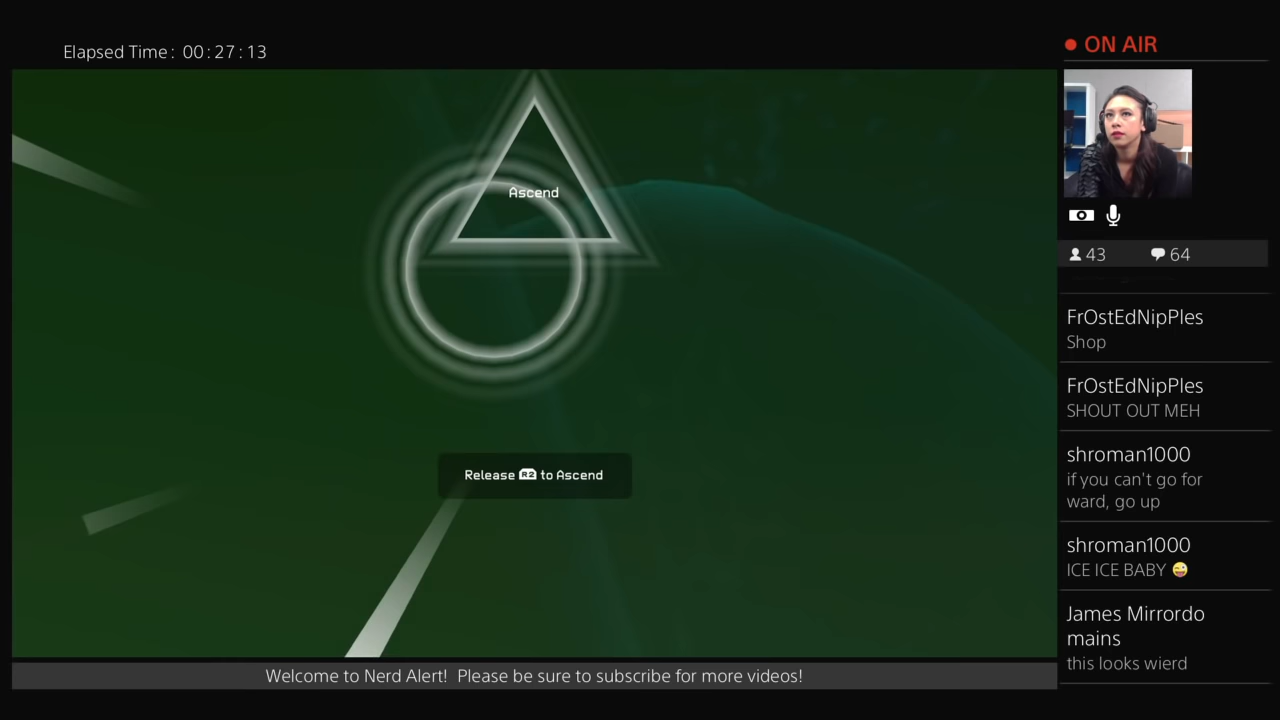 Elapsed Time: 00:27:13
ON AIR
Ascend
43 64
FrOstEdNipPles
Shop
FrOstEdNipPles
SHOUT OUT MEH
shroman1000
if you can't go for
ward, go up
Release R2 to Ascend
shroman1000
ICE ICE BABY 😜
James Mirrordo
mains
this looks wierd
Welcome to Nerd Alert! Please be sure to subscribe for more videos!